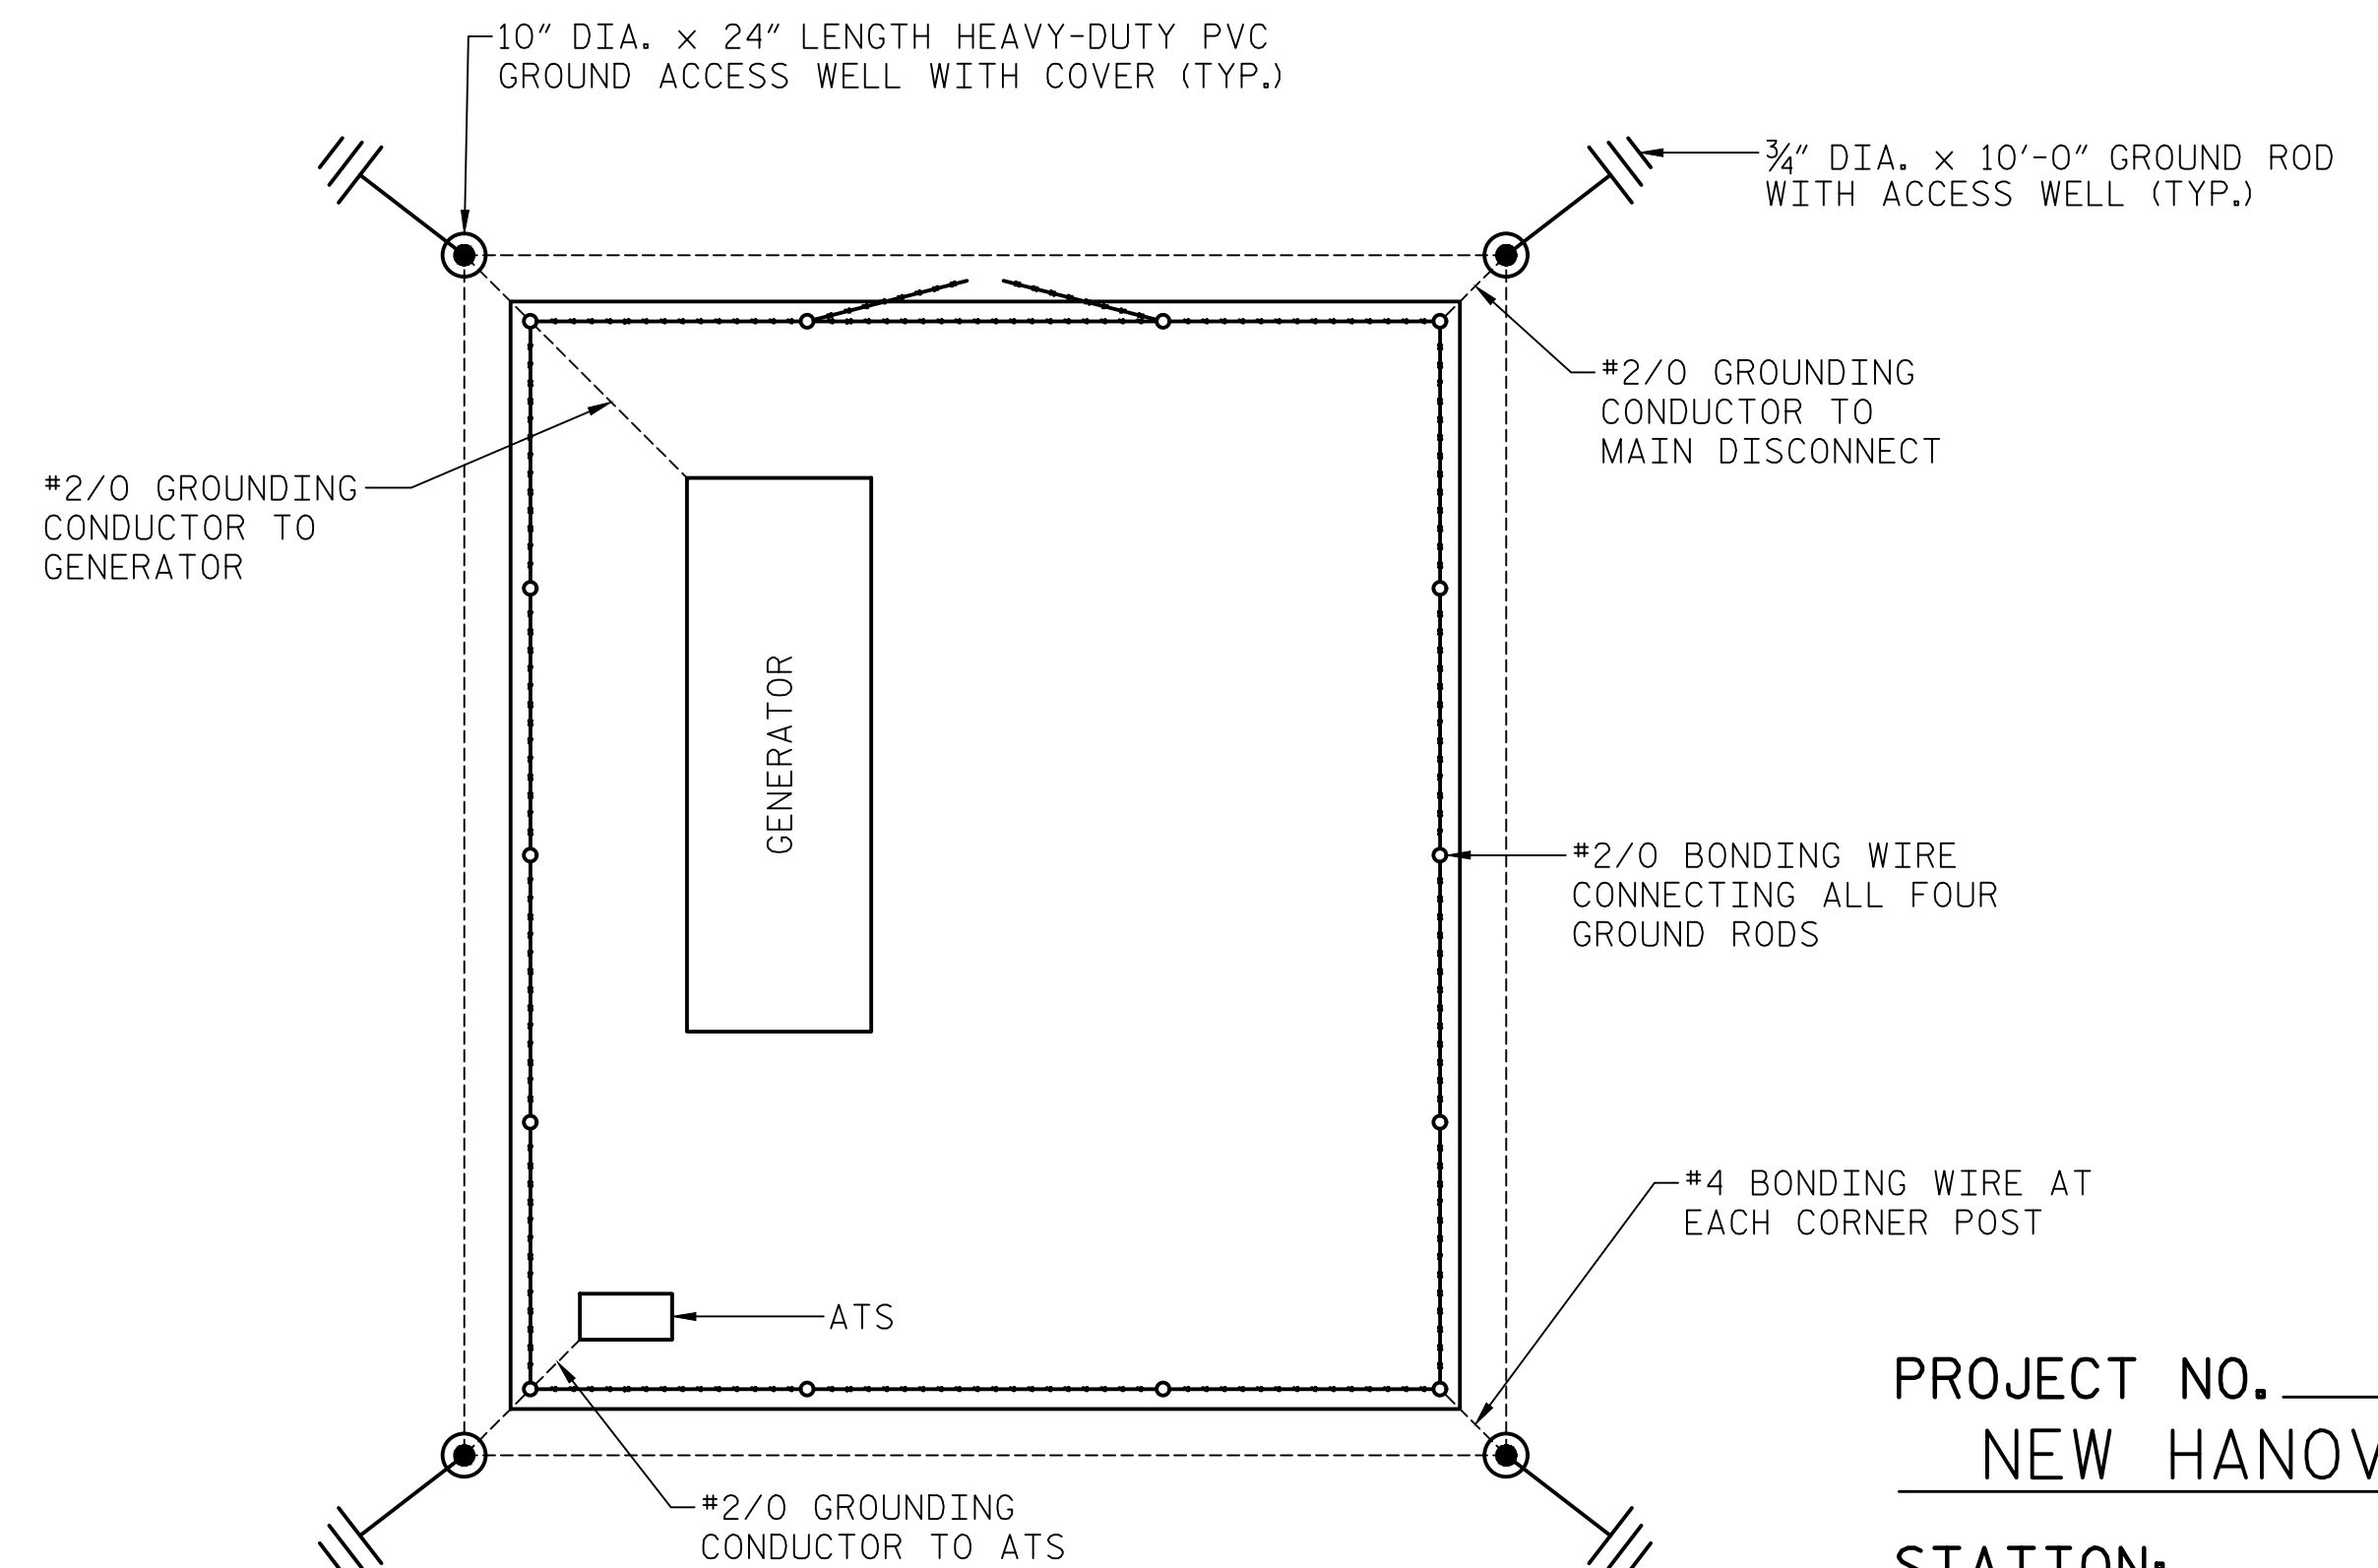 10" DIA. x 24" LENGTH HEAVY-DUTY PVC
GROUND ACCESS WELL WITH COVER (TYP.)
3/4" DIA. x 10'-0" GROUND ROD
WITH ACCESS WELL (TYP.)
#2/0 GROUNDING
CONDUCTOR TO
MAIN DISCONNECT
#2/0 GROUNDING
CONDUCTOR TO
GENERATOR
GENERATOR
#2/0 BONDING WIRE
CONNECTING ALL FOUR
GROUND RODS
#4 BONDING WIRE AT
EACH CORNER POST
ATS
#2/0 GROUNDING
CONDUCTOR TO ATS
PROJECT NO.
NEW
STATION: